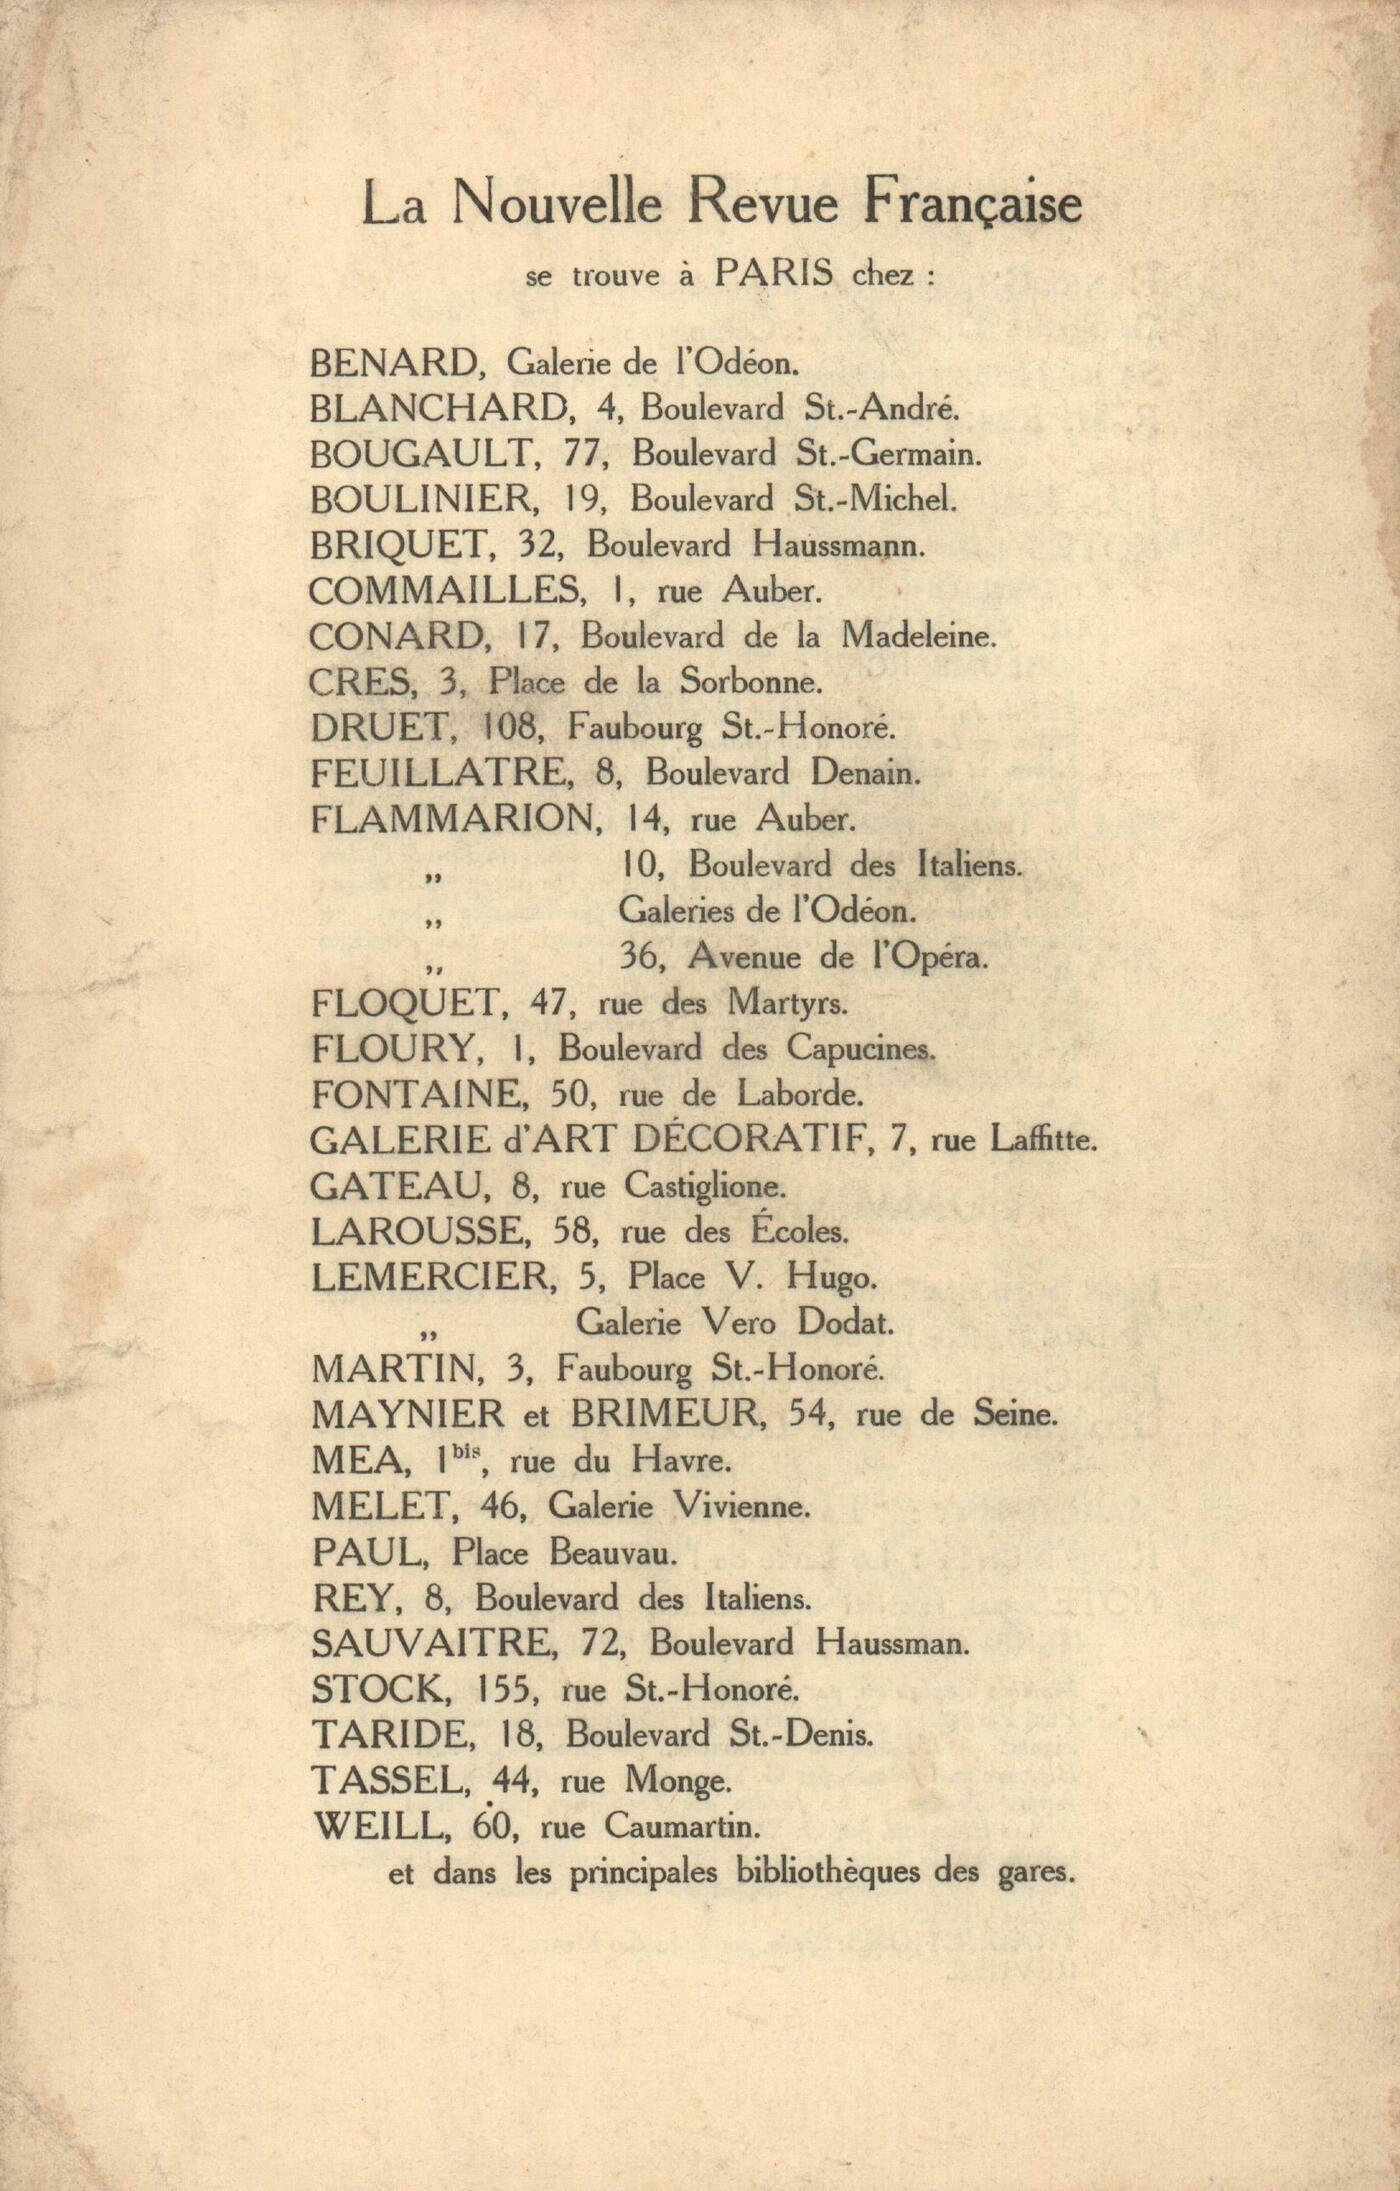 La Nouvelle Revue Française
se trouve à PARIS chez :
BENARD, Galerie de l'Odéon.
BLANCHARD, 4, Boulevard St.-André.
BOUGAULT, 77, Boulevard St.-Germain.
BOULINIER, 19, Boulevard St.-Michel.
BRIQUET, 32, Boulevard Haussmann.
COMMAILLES, 1, rue Auber.
CONARD, 17, Boulevard de la Madeleine.
CRES, 3, Place de la Sorbonne.
DRUET, 108, Faubourg St.-Honoré.
FEUILLATRE, 8, Boulevard Denain.
FLAMMARION, 14, rue Auber.
„ 10, Boulevard des Italiens.
„ Galeries de l'Odéon.
„ 36, Avenue de l'Opéra.
FLOQUET, 47, rue des Martyrs.
FLOURY, 1, Boulevard des Capucines.
FONTAINE, 50, rue de Laborde.
GALERIE d'ART DÉCORATIF, 7, rue Laffitte.
GATEAU, 8, rue Castiglione.
LAROUSSE, 58, rue des Écoles.
LEMERCIER, 5, Place V. Hugo.
„ Galerie Vero Dodat.
MARTIN, 3, Faubourg St.-Honoré.
MAYNIER et BRIMEUR, 54, rue de Seine.
MEA, 1bis, rue du Havre.
MELET, 46, Galerie Vivienne.
PAUL, Place Beauvau.
REY, 8, Boulevard des Italiens.
SAUVAITRE, 72, Boulevard Haussman.
STOCK, 155, rue St.-Honoré.
TARIDE, 18, Boulevard St.-Denis.
TASSEL, 44, rue Monge.
WEILL, 60, rue Caumartin.
et dans les principales bibliothèques des gares.